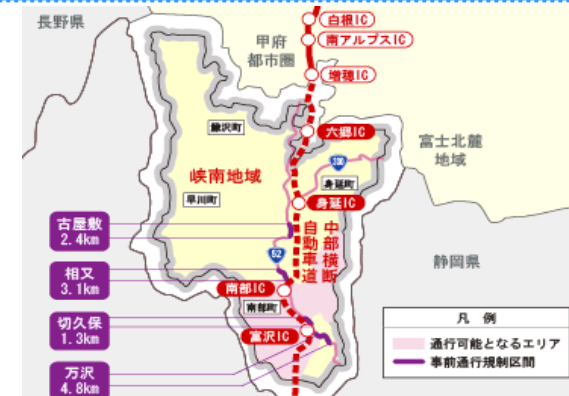 長野県
甲府
都市圏
白根IC
南アルプスIC
増穂IC
鰍沢町
六郷IC
富士北麓
地域
300
峡南地域
身延町
早川町
身延IC
古屋敷
2.4km
中部横断
自動車道
52
静岡県
相又
3.1km
南部IC
南部町
切久保
1.3km
富沢IC
万沢
4.8km
凡 例
通行可能となるエリア
事前通行規制区間